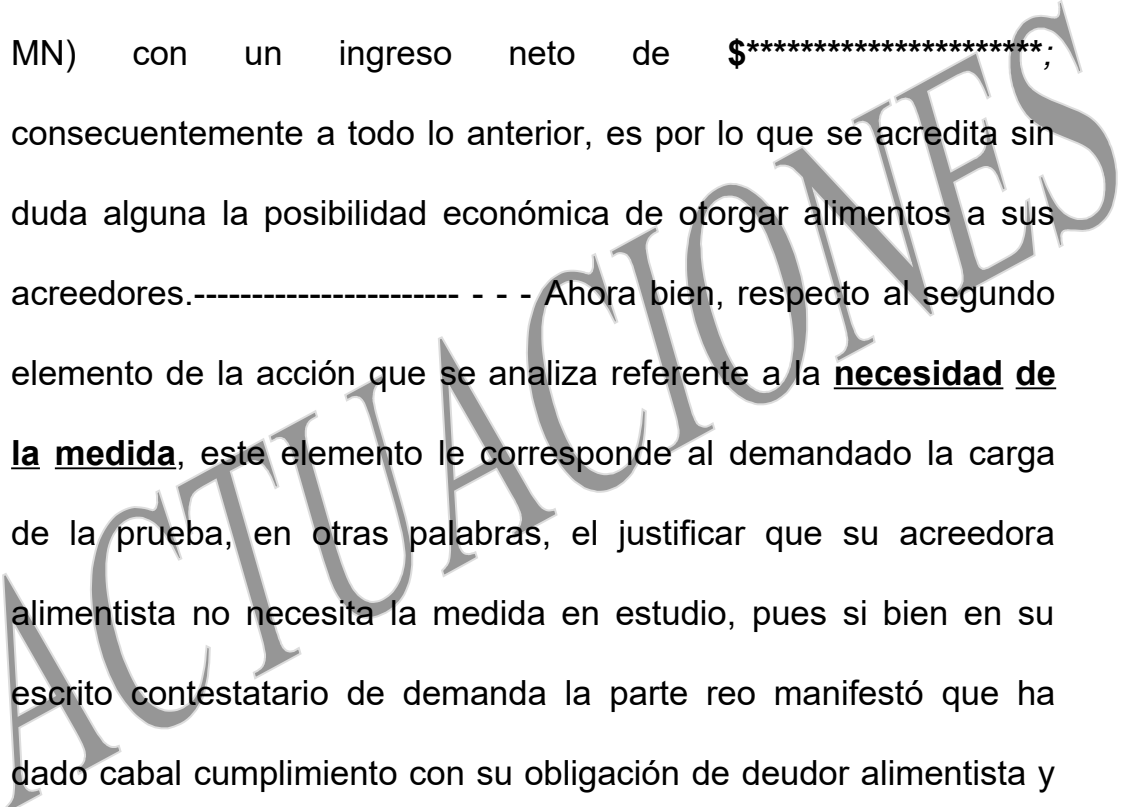 MN) con un ingreso neto de $**********************;
consecuentemente a todo lo anterior, es por lo que se acredita sin
duda alguna la posibilidad económica de otorgar alimentos a sus
acreedores.----------------------- - - - Ahora bien, respecto al segundo
elemento de la acción que se analiza referente a la necesidad de
la medida, este elemento le corresponde al demandado la carga
de la prueba, en otras palabras, el justificar que su acreedora
alimentista no necesita la medida en estudio, pues si bien en su
escrito contestatario de demanda la parte reo manifestó que ha
dado cabal cumplimiento con su obligación de deudor alimentista y
ACTUACIONES